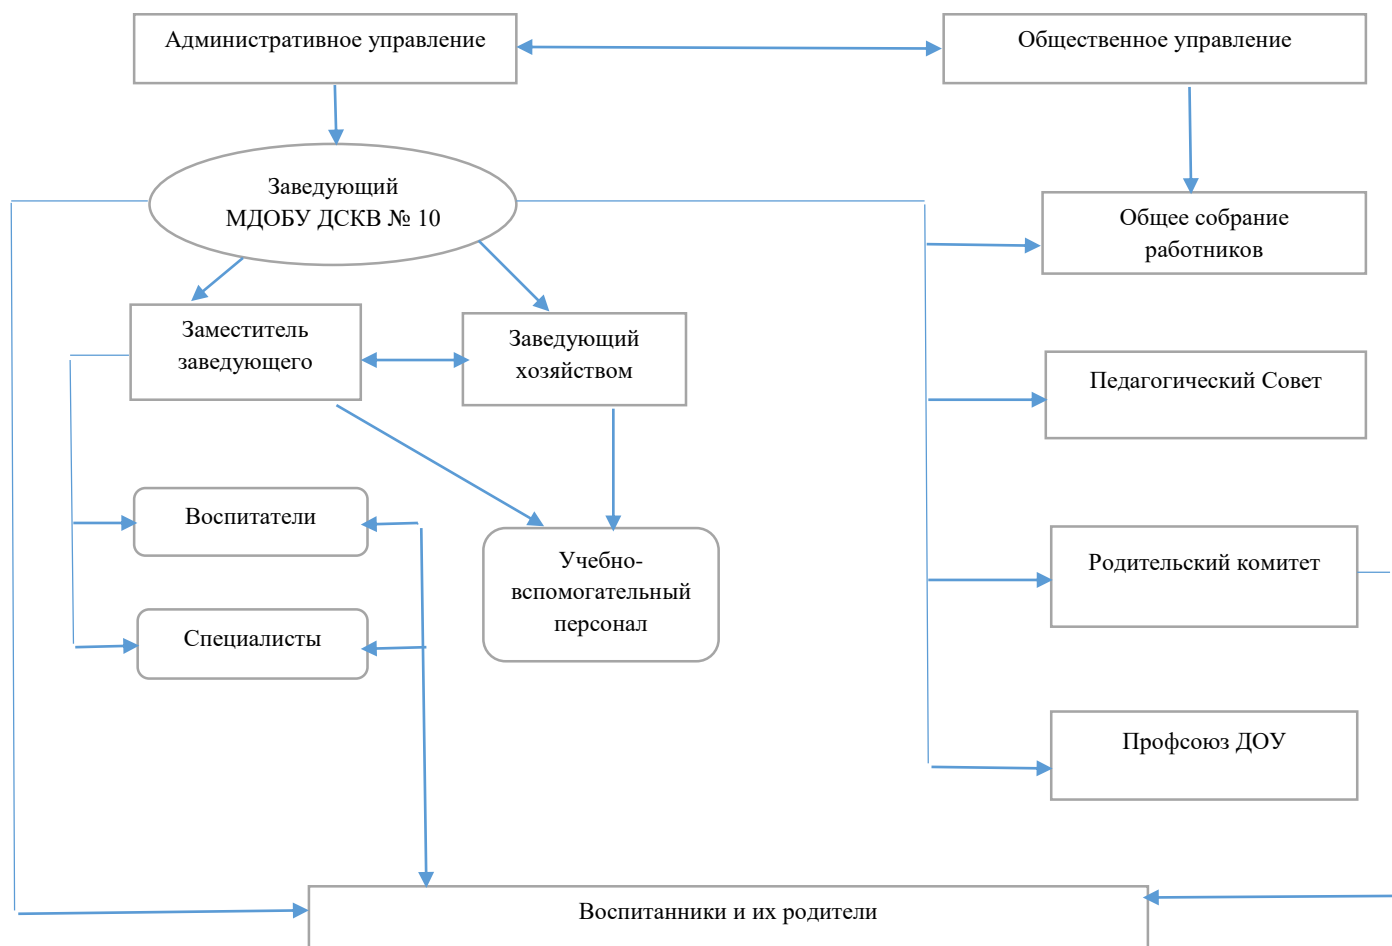 Административное управление
Общественное управление
Заведующий
МДОБУ ДСКВ № 10
Общее собрание
работников
Заместитель
заведующего
Заведующий
хозяйством
Педагогический Совет
Воспитатели
Учебно-
вспомогательный
персонал
Родительский комитет
Специалисты
Профсоюз ДОУ
Воспитанники и их родители